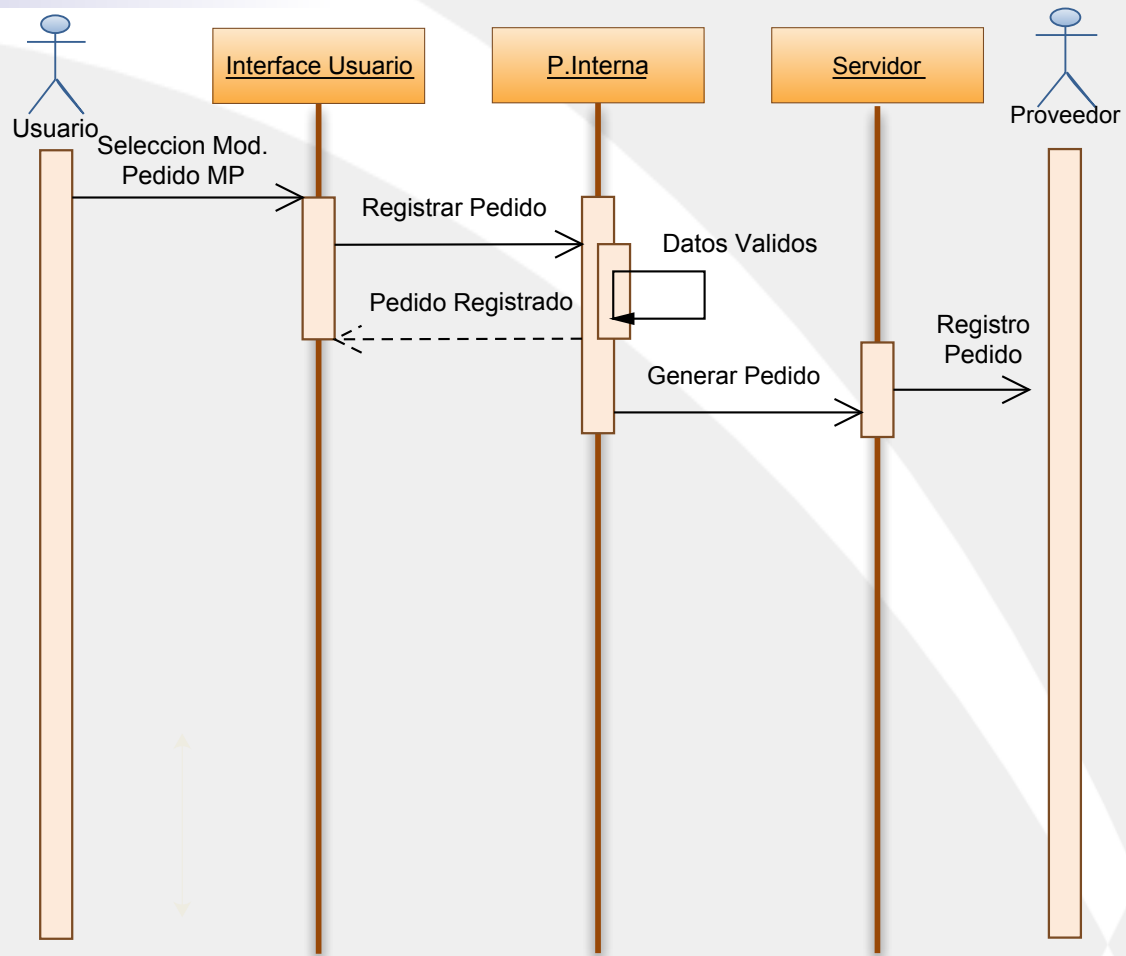 Interface Usuario
P.Interna
Servidor
Usuario
Proveedor
Seleccion Mod.
Pedido MP
Registrar Pedido
Datos Validos
Pedido Registrado
Registro
Pedido
Generar Pedido